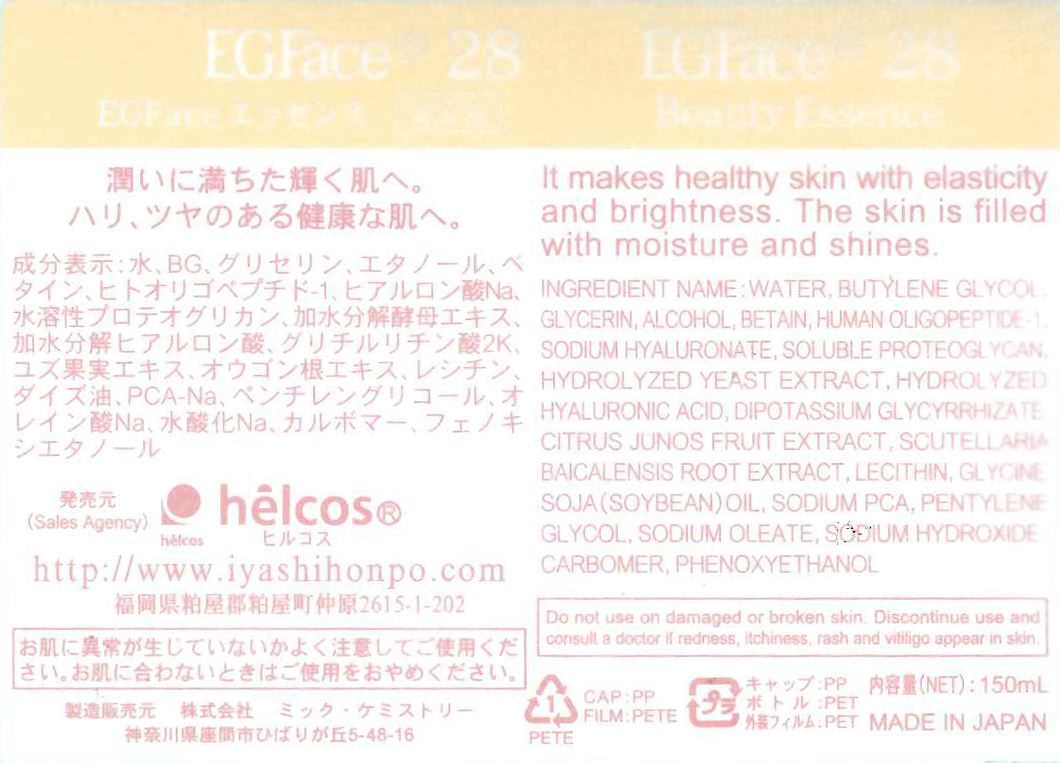 EGFace® 28
EGFace エッセンス
潤いに満ちた輝く肌へ。
ハリ、ツヤのある健康な肌へ。
成分表示:水、BG、グリセリン、エタノール、ベ
タイン、ヒトオリゴペプチド-1、ヒアルロン酸Na、
水溶性プロテオグリカン、加水分解酵母エキス、
加水分解ヒアルロン酸、グリチルリチン酸2K、
ユズ果実エキス、オウゴン根エキス、レシチン、
ダイズ油、PCA-Na、ペンチレングリコール、オ
レイン酸Na、水酸化Na、カルボマー、フェノキ
シエタノール
発売元
(Sales Agency)
hêlcos
hêlcos®
ヒルコス
http://www.iyashihonpo.com
福岡県粕屋郡粕屋町仲原2615-1-202
お肌に異常が生じていないかよく注意してご使用くだ
さい。お肌に合わないときはご使用をおやめください。
製造販売元 株式会社 ミック・ケミストリー
神奈川県座間市ひばりが丘5-48-16
EGFace® 28
Beauty Essence
It makes healthy skin with elasticity
and brightness. The skin is filled
with moisture and shines.
INGREDIENT NAME:WATER, BUTYLENE GLYCOL,
GLYCERIN, ALCOHOL, BETAIN, HUMAN OLIGOPEPTIDE-1,
SODIUM HYALURONATE, SOLUBLE PROTEOGLYCAN,
HYDROLYZED YEAST EXTRACT, HYDROLYZED
HYALURONIC ACID, DIPOTASSIUM GLYCYRRHIZATE
CITRUS JUNOS FRUIT EXTRACT, SCUTELLARIA
BAICALENSIS ROOT EXTRACT, LECITHIN, GLYCINE
SOJA(SOYBEAN)OIL, SODIUM PCA, PENTYLENE
GLYCOL, SODIUM OLEATE, SODIUM HYDROXIDE
CARBOMER, PHENOXYETHANOL
Do not use on damaged or broken skin. Discontinue use and
consult a doctor if redness, itchiness, rash and vitiligo appear in skin.
1
PETE
CAP:PP
FILM:PETE
プラ
キャップ:PP
ボトル:PET
外装フィルム:PET
内容量(NET):150mL
MADE IN JAPAN